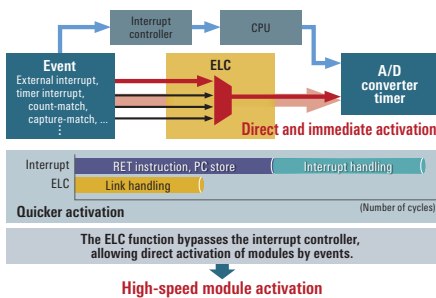 Interrupt
controller
CPU
Event
External interrupt,
timer interrupt,
count-match,
capture-match, ...
⋮
ELC
A/D
converter
timer
Direct and immediate activation
Interrupt
RET instruction, PC store
Interrupt handling
ELC
Link handling
Quicker activation
(Number of cycles)
The ELC function bypasses the interrupt controller,
allowing direct activation of modules by events.
High-speed module activation